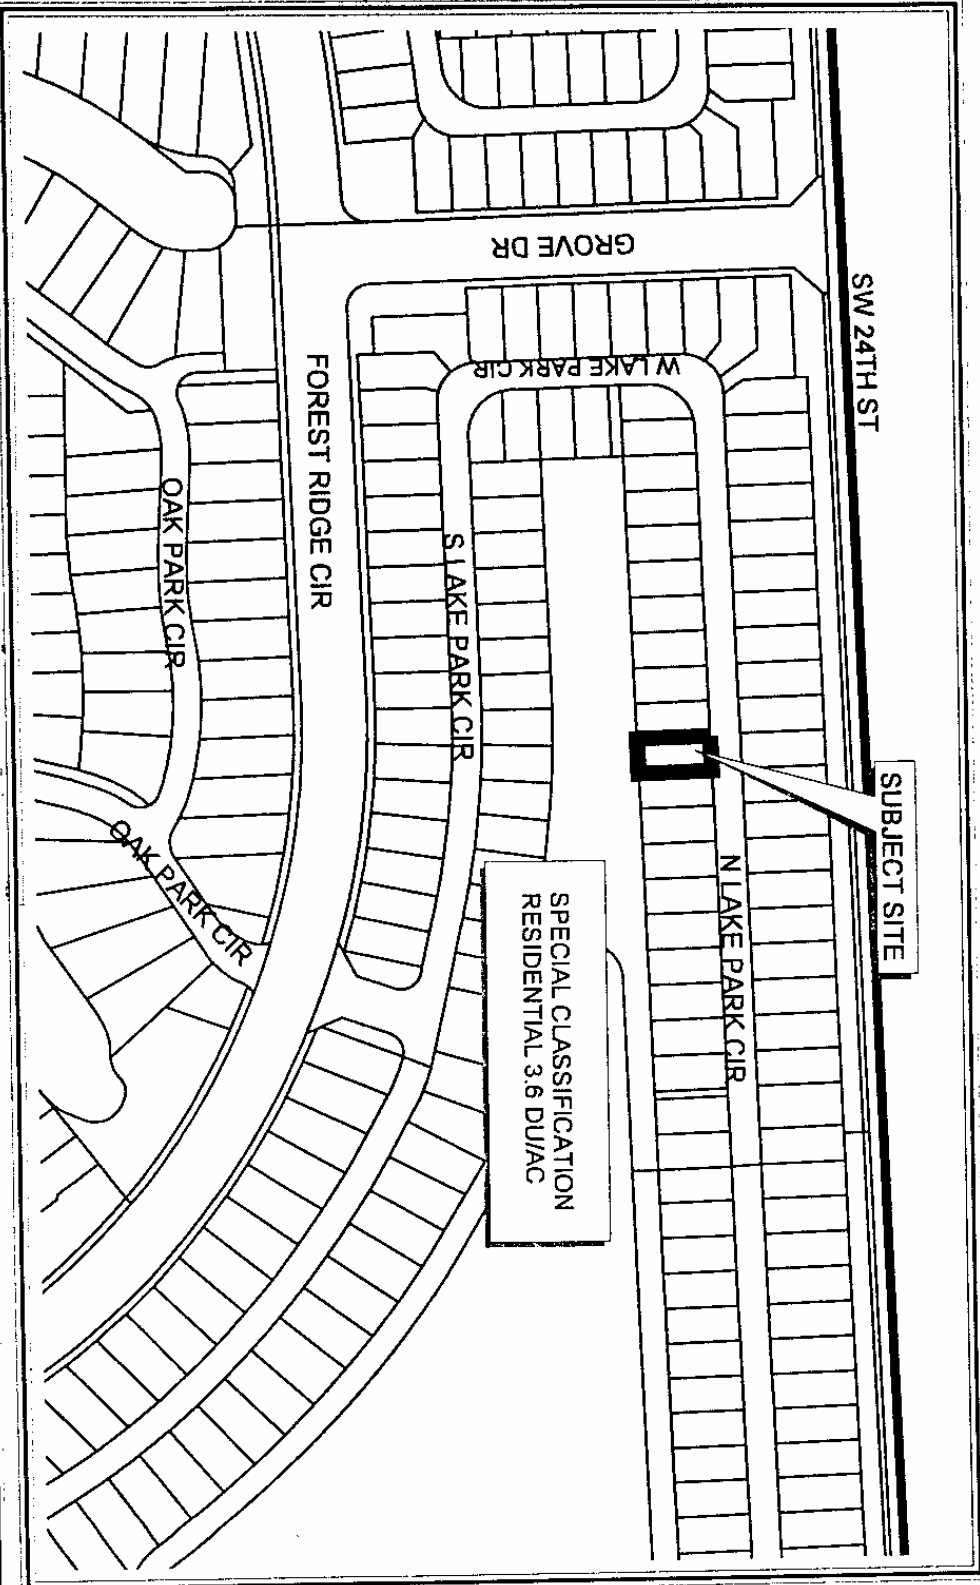 SW 24TH ST
SUBJECT SITE
GROVE DR
W LAKE PARK CIR
N LAKE PARK CIR
SPECIAL CLASSIFICATION
RESIDENTIAL 3.6 DU/AC
S LAKE PARK CIR
FOREST RIDGE CIR
OAK PARK CIR
OAK PARK CIR